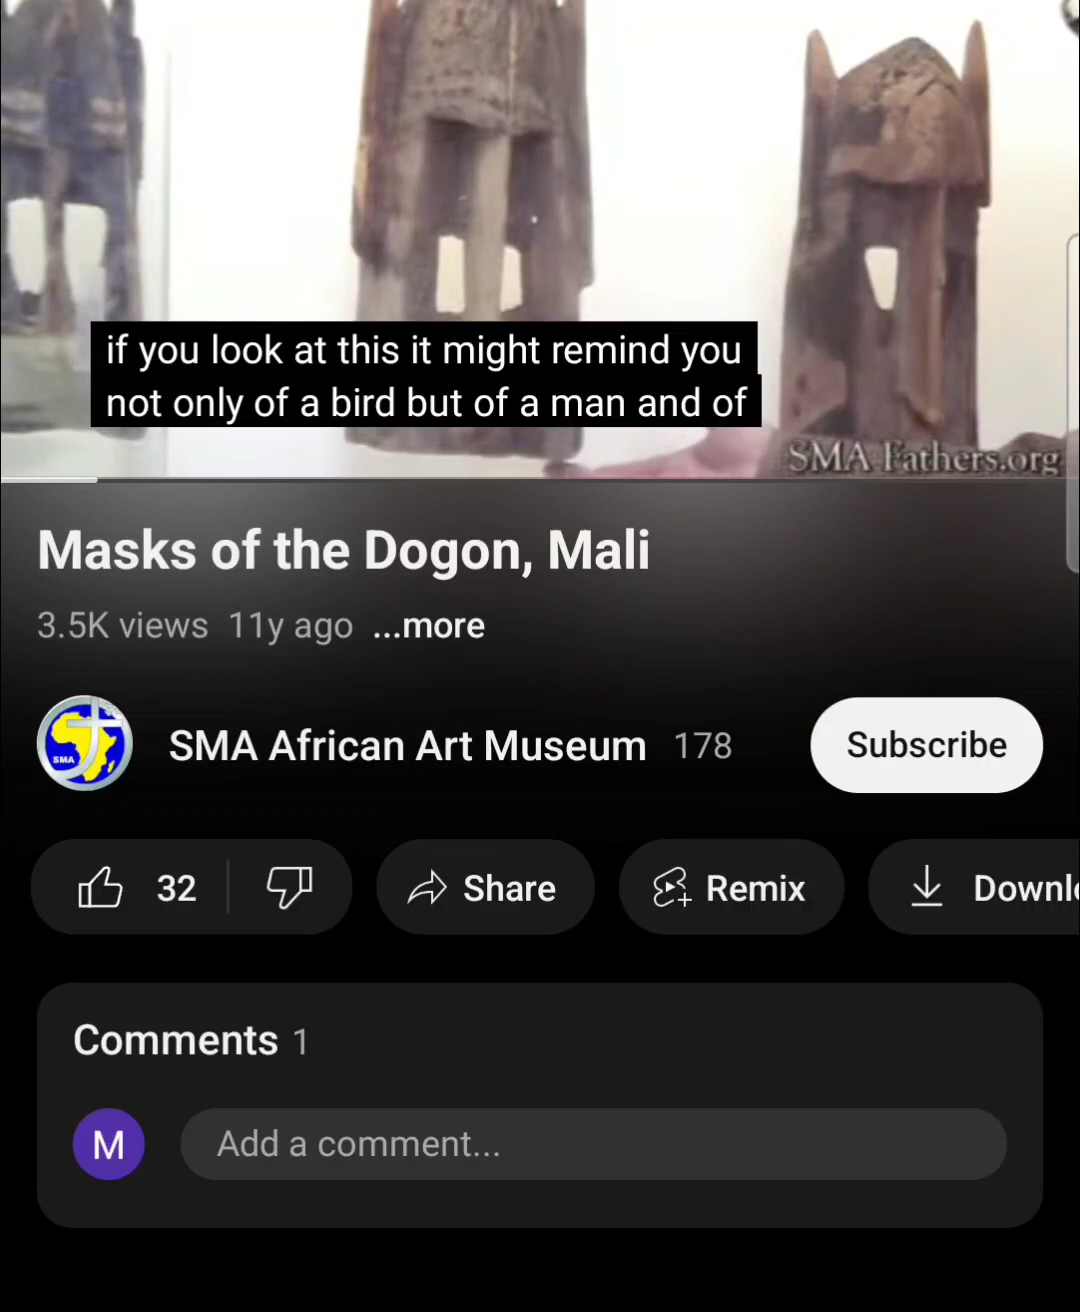 if you look at this it might remind you
not only of a bird but of a man and of
SMA Fathers.org
Masks of the Dogon, Mali
3.5K views 11y ago ...more
SMA
SMA African Art Museum 178
Subscribe
32
Share
Remix
Downlo
Comments 1
M
Add a comment...